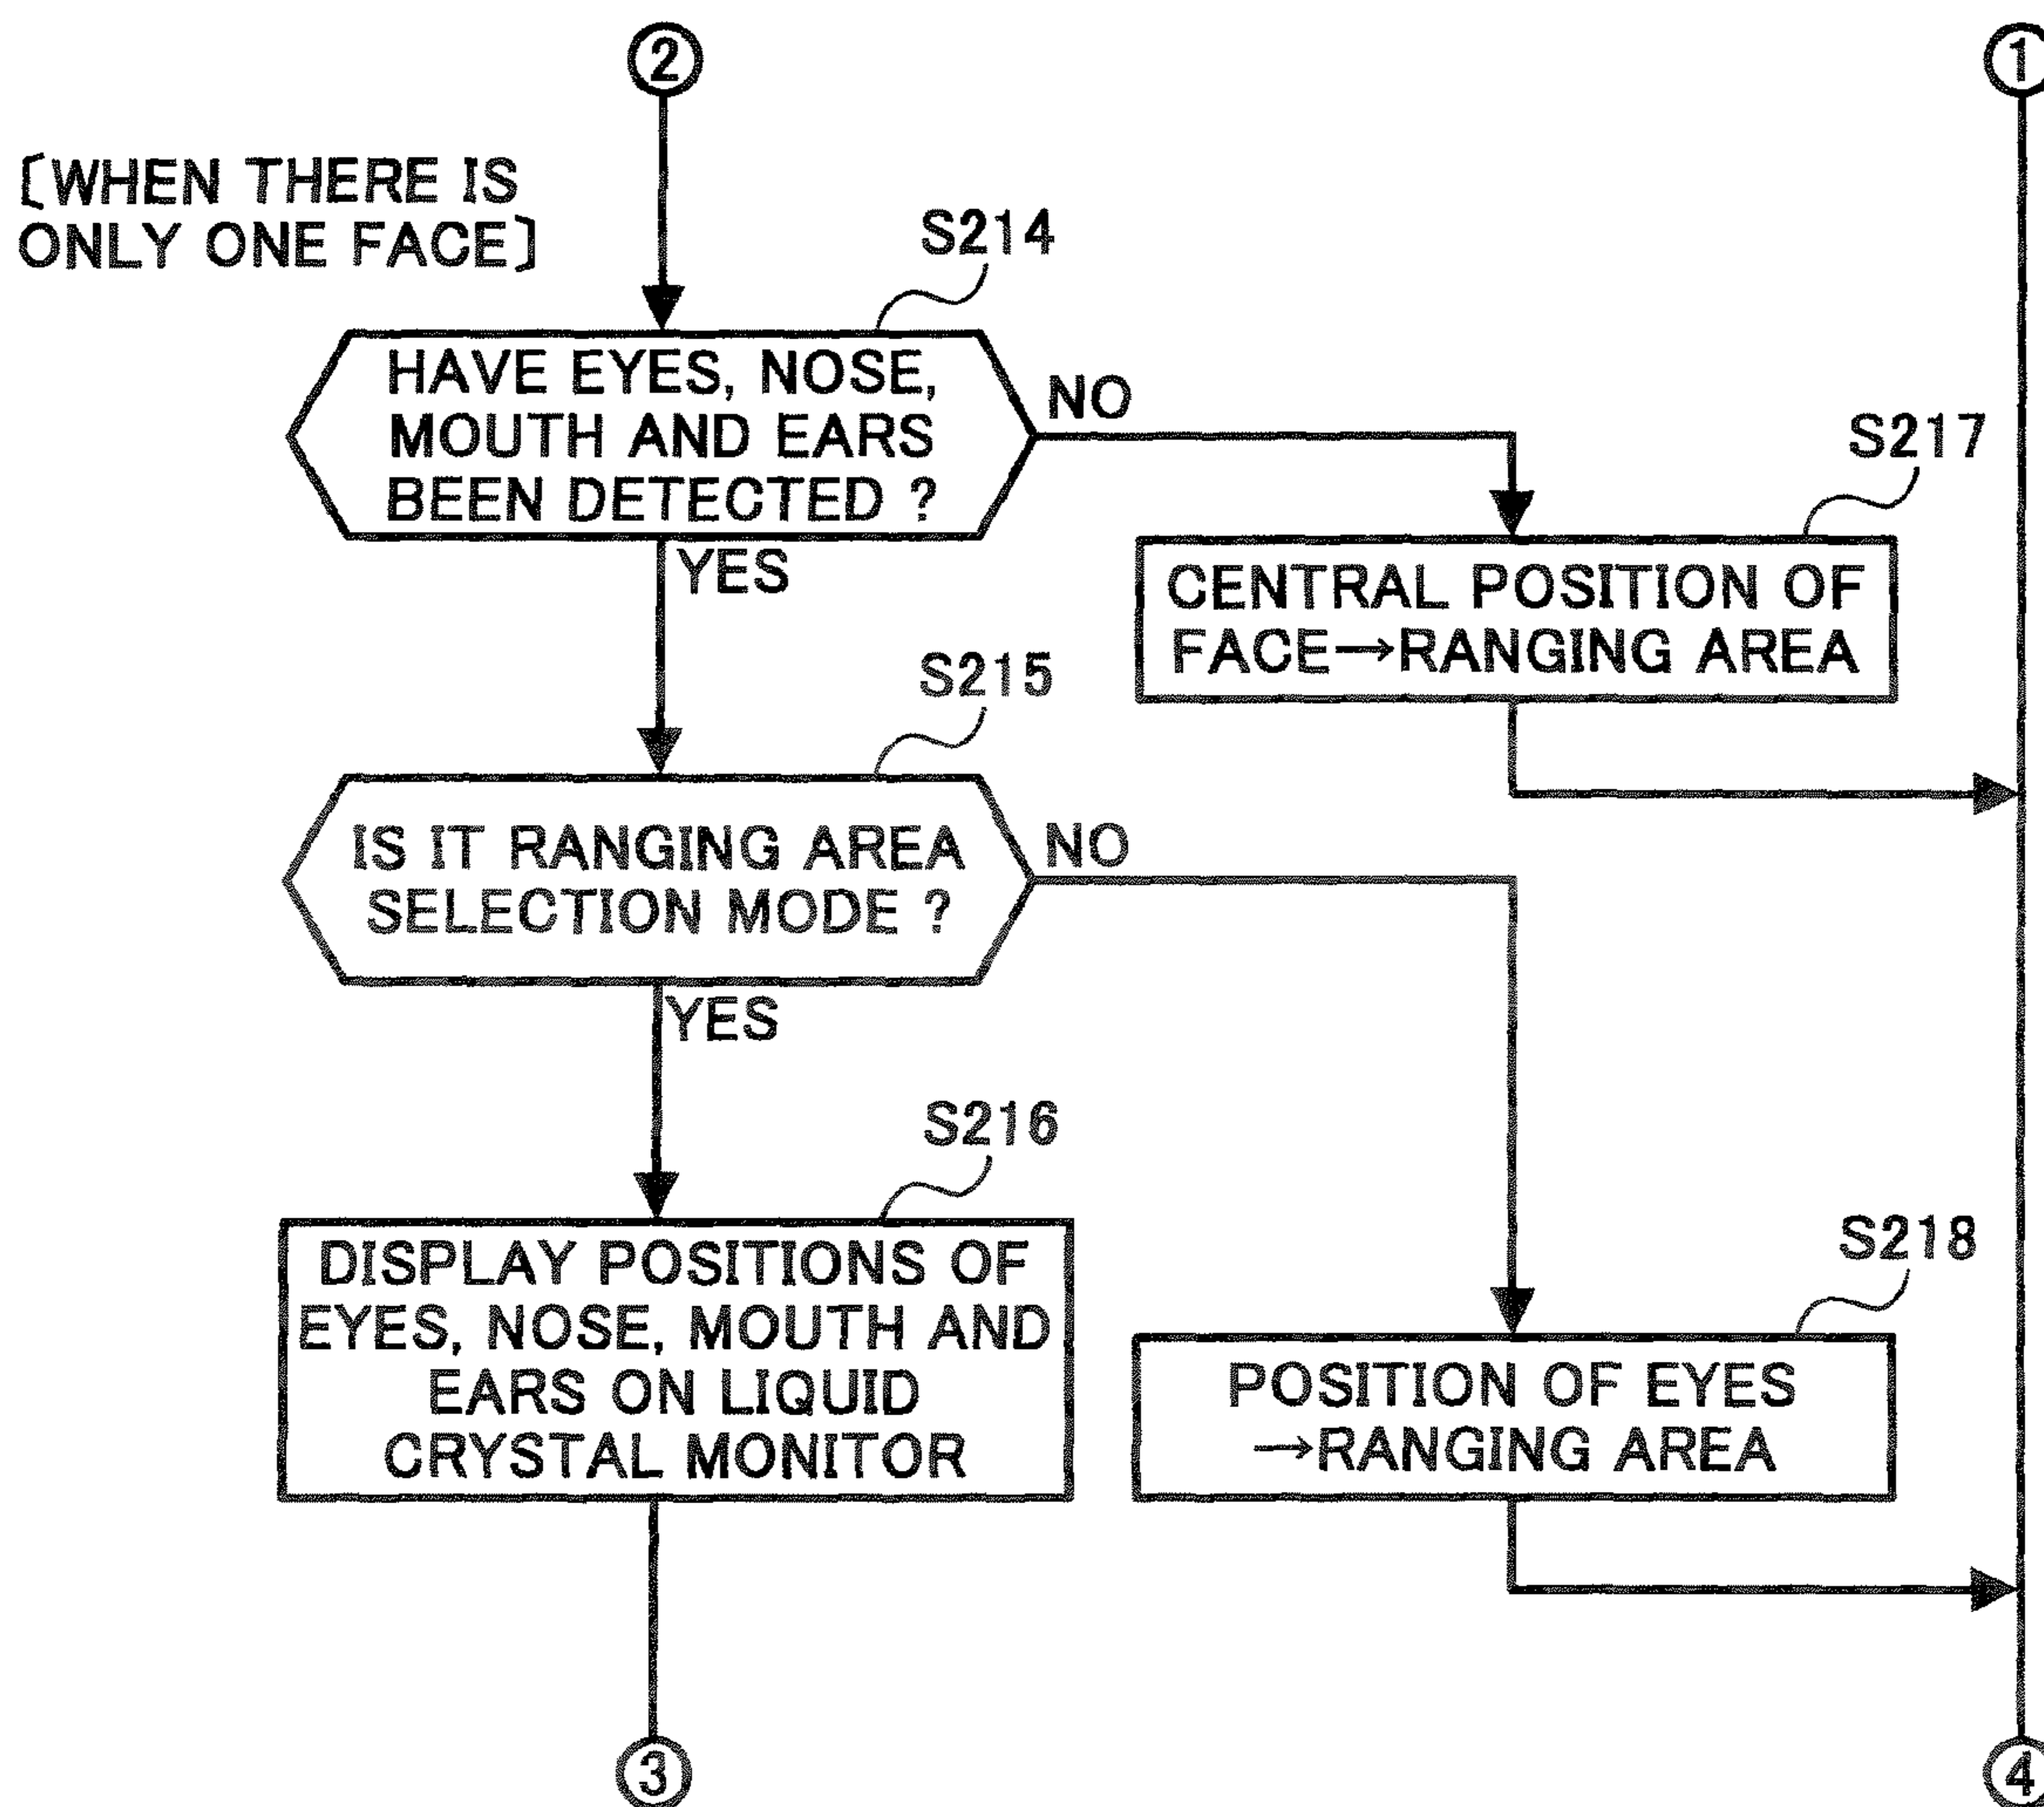 ②
①
[WHEN THERE IS
ONLY ONE FACE]
S214
HAVE EYES, NOSE,
MOUTH AND EARS
BEEN DETECTED ?
NO
YES
S217
CENTRAL POSITION OF
FACE→RANGING AREA
S215
IS IT RANGING AREA
SELECTION MODE ?
NO
YES
S216
DISPLAY POSITIONS OF
EYES, NOSE, MOUTH AND
EARS ON LIQUID
CRYSTAL MONITOR
S218
POSITION OF EYES
→RANGING AREA
③
④